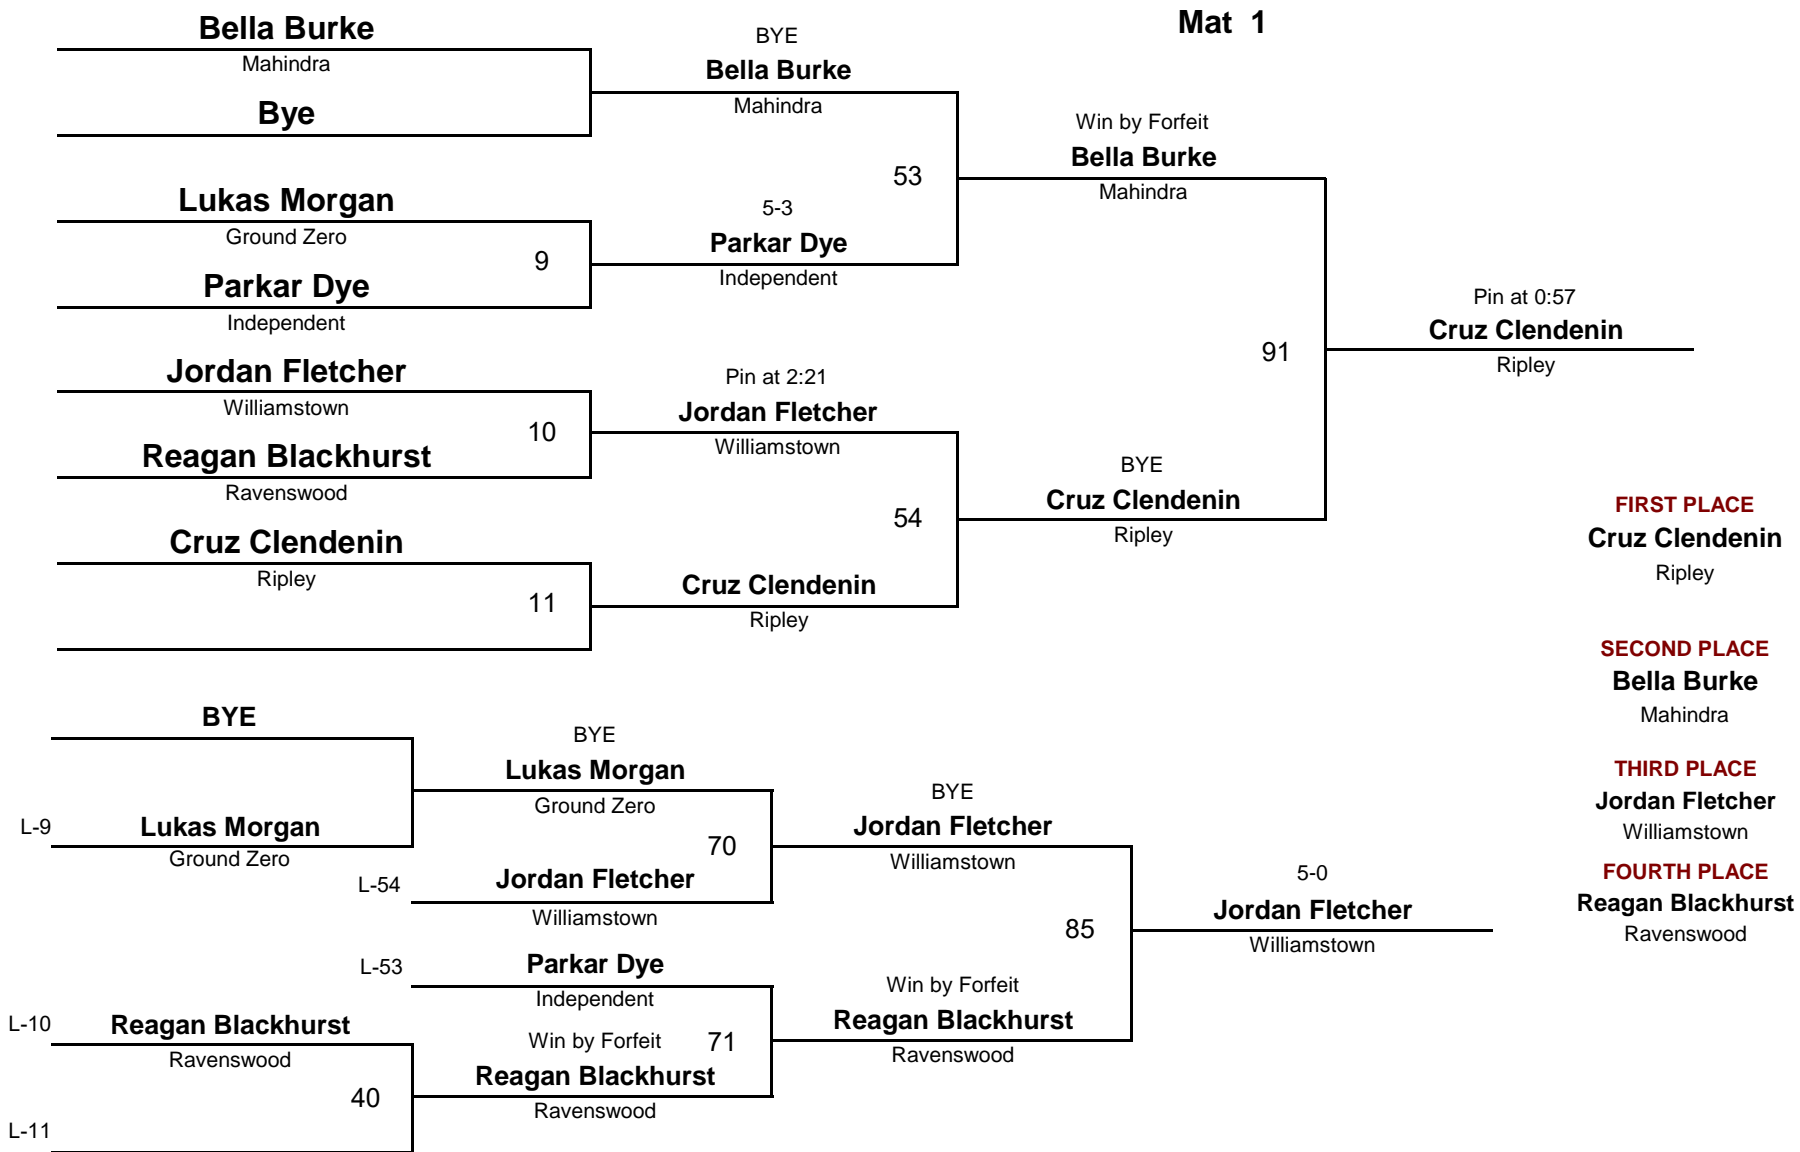 Mat 1
Bella Burke
Mahindra
Bye
BYE
Bella Burke
Mahindra
53
Win by Forfeit
Bella Burke
Mahindra
Lukas Morgan
Ground Zero
9
Parkar Dye
Independent
5-3
Parkar Dye
Independent
91
Pin at 0:57
Cruz Clendenin
Ripley
Jordan Fletcher
Williamstown
10
Reagan Blackhurst
Ravenswood
Pin at 2:21
Jordan Fletcher
Williamstown
54
BYE
Cruz Clendenin
Ripley
Cruz Clendenin
Ripley
11
Cruz Clendenin
Ripley
FIRST PLACE
Cruz Clendenin
Ripley
SECOND PLACE
Bella Burke
Mahindra
THIRD PLACE
Jordan Fletcher
Williamstown
FOURTH PLACE
Reagan Blackhurst
Ravenswood
BYE
L-9
Lukas Morgan
Ground Zero
BYE
Lukas Morgan
Ground Zero
70
L-54
Jordan Fletcher
Williamstown
BYE
Jordan Fletcher
Williamstown
85
5-0
Jordan Fletcher
Williamstown
L-53
Parkar Dye
Independent
L-10
Reagan Blackhurst
Ravenswood
40
L-11
Win by Forfeit
71
Reagan Blackhurst
Ravenswood
Win by Forfeit
Reagan Blackhurst
Ravenswood